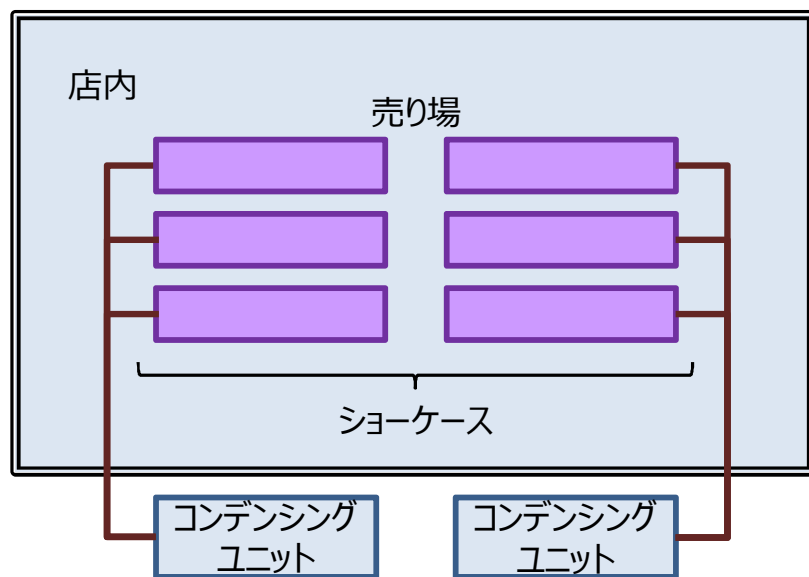 店内
売り場
ショーケース
コンデンシング
ユニット
コンデンシング
ユニット